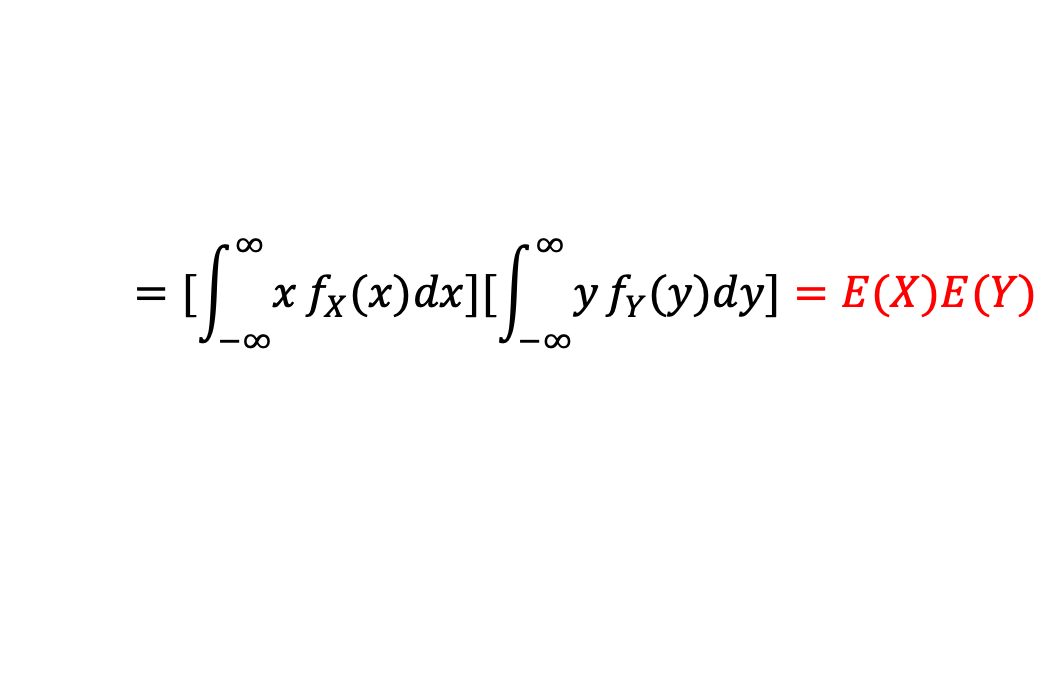 = [∫_{-∞}^{∞} x f_X(x)dx][∫_{-∞}^{∞} y f_Y(y)dy] = E(X)E(Y)